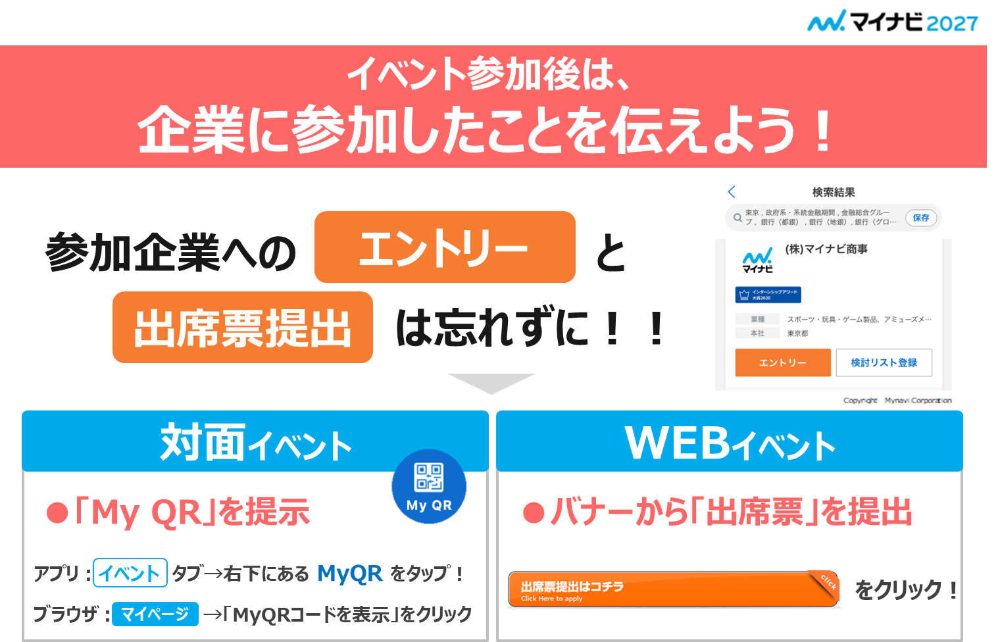 マイナビ2027
イベント参加後は、
企業に参加したことを伝えよう！
参加企業への エントリー と
出席票提出 は忘れずに！！
検索結果
東京 , 政府系・系統金融期間 , 金融総合グルー
プ , 銀行（都銀） , 銀行（地銀）, 銀行（グロ…
保存
マイナビ
(株)マイナビ商事
インターンシップアワード
大賞2020
業種 スポーツ・玩具・ゲーム製品、アミューズメ…
本社 東京都
エントリー 検討リスト登録
Copyright Mynavi Corporation
対面イベント
My QR
●「My QR」を提示
アプリ：イベント タブ→右下にある MyQR をタップ！
ブラウザ：マイページ →「MyQRコードを表示」をクリック
WEBイベント
●バナーから「出席票」を提出
出席票提出はコチラ
Click Here to apply
click
をクリック！